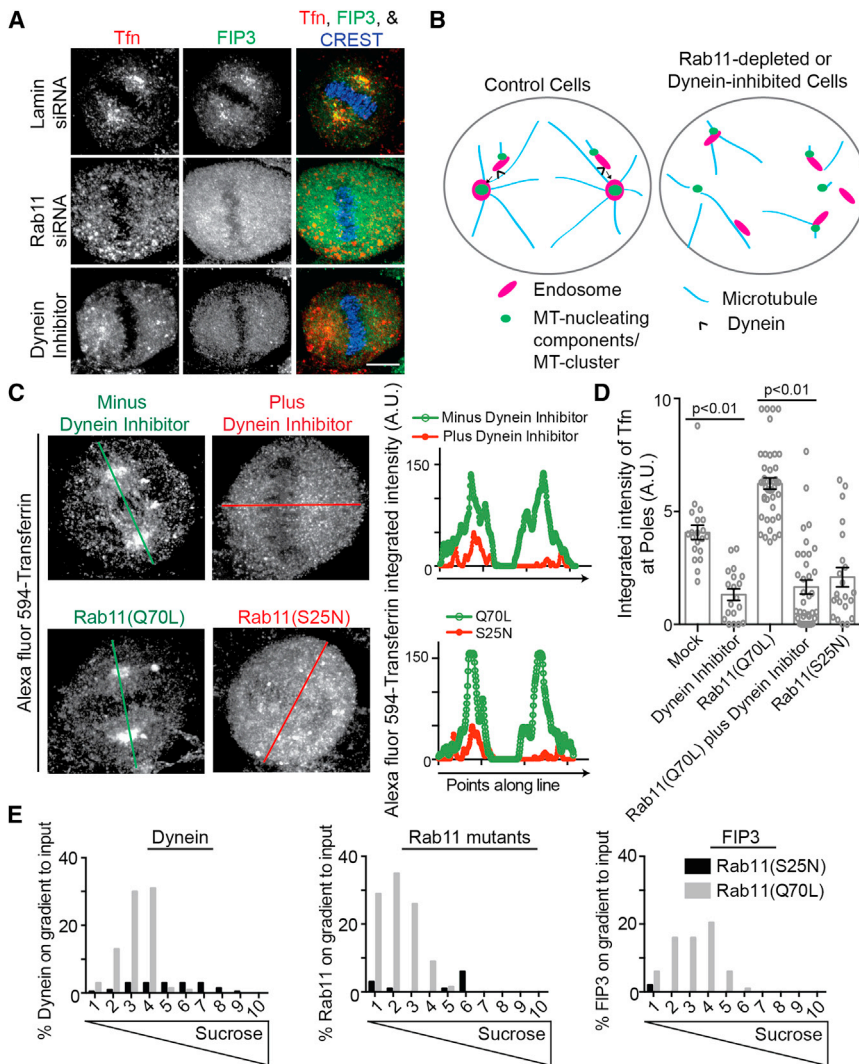 A
Tfn
FIP3
Tfn, FIP3, &
CREST
Lamin
siRNA
Rab11
siRNA
Dynein
Inhibitor
B
Control Cells
Rab11-depleted or
Dynein-inhibited Cells
Endosome
MT-nucleating
components/
MT-cluster
Microtubule
Dynein
C
Minus
Dynein Inhibitor
Plus
Dynein Inhibitor
Alexa fluor 594-Transferrin
Rab11(Q70L)
Rab11(S25N)
Alexa fluor 594-Transferrin integrated intensity (A.U.)
Minus Dynein Inhibitor
Plus Dynein Inhibitor
150
0
Q70L
S25N
150
0
Points along line
D
p<0.01
p<0.01
Integrated intensity of Tfn
at Poles (A.U.)
10
5
0
Mock
Dynein Inhibitor
Rab11(Q70L)
Rab11(Q70L) plus Dynein Inbitor
Rab11(S25N)
E
Dynein
% Dynein on gradient to input
40
20
0
1 2 3 4 5 6 7 8 9 10
Sucrose
Rab11 mutants
% Rab11 on gradient to input
40
20
0
1 2 3 4 5 6 7 8 9 10
Sucrose
FIP3
Rab11(S25N)
Rab11(Q70L)
% FIP3 on gradient to input
40
20
0
1 2 3 4 5 6 7 8 9 10
Sucrose